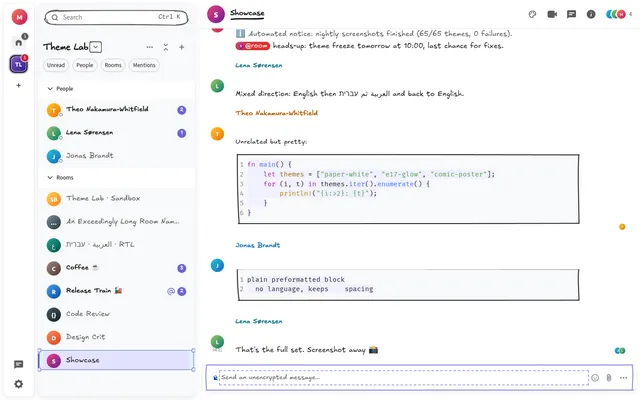 M
Search
Ctrl K
TL
Theme Lab
Unread
People
Rooms
Mentions
People
T
Theo Nakamura-Whitfield
2
L
Lena Sørensen
1
J
Jonas Brandt
Rooms
SB
Theme Lab · Sandbox
An Exceedingly Long Room Nam…
עברית · العربية · RTL
C
Coffee ☕
3
R
Release Train 🚂
@ 2
{}
Code Review
D
Design Crit
S
Showcase
S
Showcase
4
ℹ️ Automated notice: nightly screenshots finished (65/65 themes, 0 failures).
@room heads-up: theme freeze tomorrow at 10:00, last chance for fixes.
Lena Sørensen
L
Mixed direction: English then العربية ثم עברית and back to English.
Theo Nakamura-Whitfield
T
Unrelated but pretty:
1 fn main() {
2 let themes = ["paper-white", "e17-glow", "comic-poster"];
3 for (i, t) in themes.iter().enumerate() {
4 println!("{i:>2}: {t}");
5 }
6 }
Jonas Brandt
J
1 plain preformatted block
2 no language, keeps    spacing
Lena Sørensen
L
That's the full set. Screenshot away 📸
Send an unencrypted message…